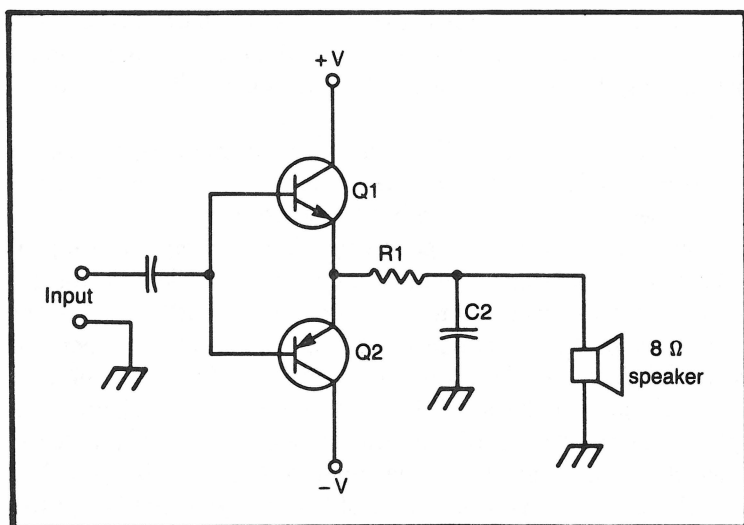 +V
Q1
R1
Input
C2
Q2
8 Ω
speaker
−V